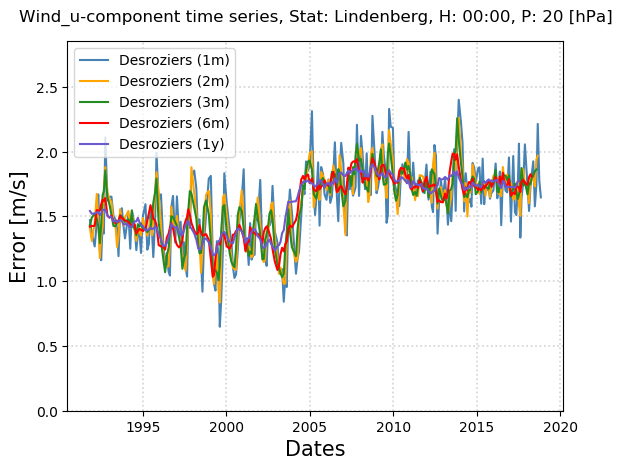 Wind_u-component time series, Stat: Lindenberg, H: 00:00, P: 20 [hPa]
Desroziers (1m)
Desroziers (2m)
Desroziers (3m)
Desroziers (6m)
Desroziers (1y)
Error [m/s]
2.5
2.0
1.5
1.0
0.5
0.0
1995 2000 2005 2010 2015 2020
Dates